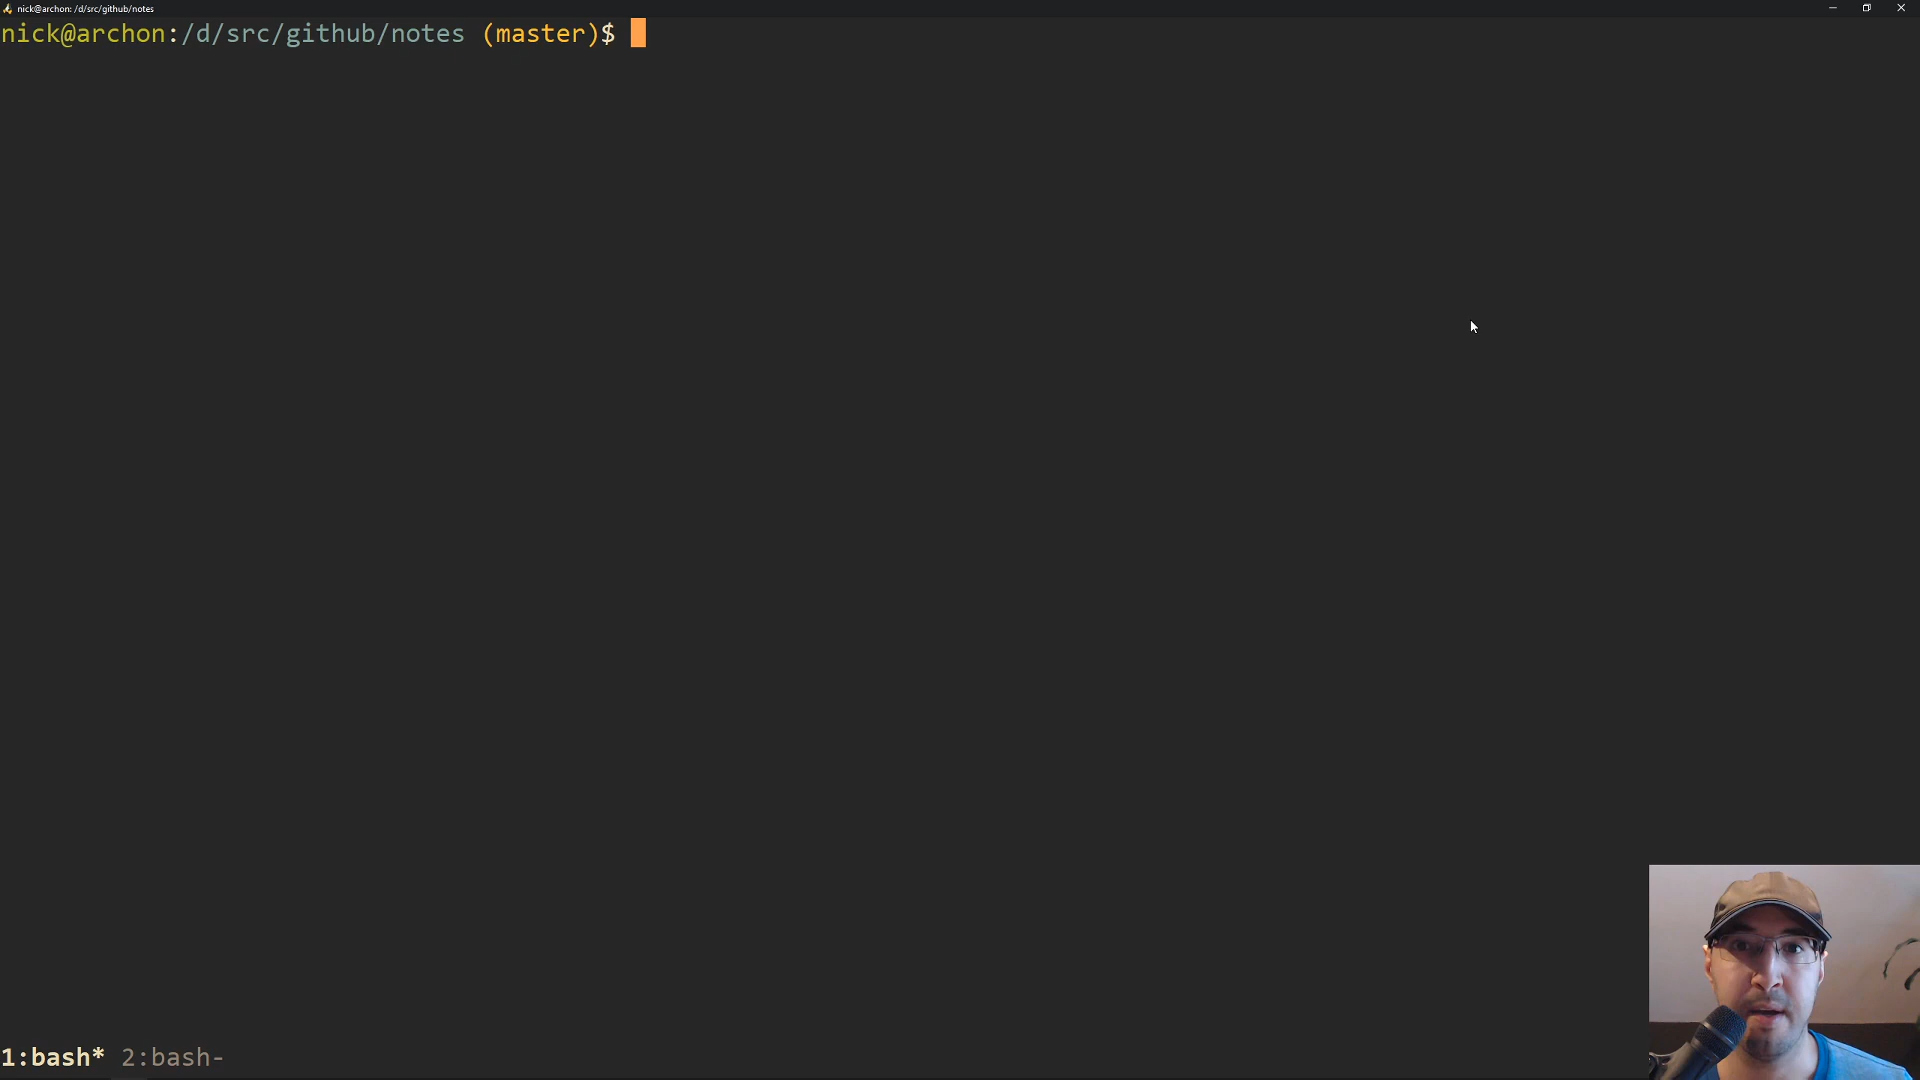 nick@archon: /d/src/github/notes
nick@archon:/d/src/github/notes (master)$
1:bash* 2:bash-